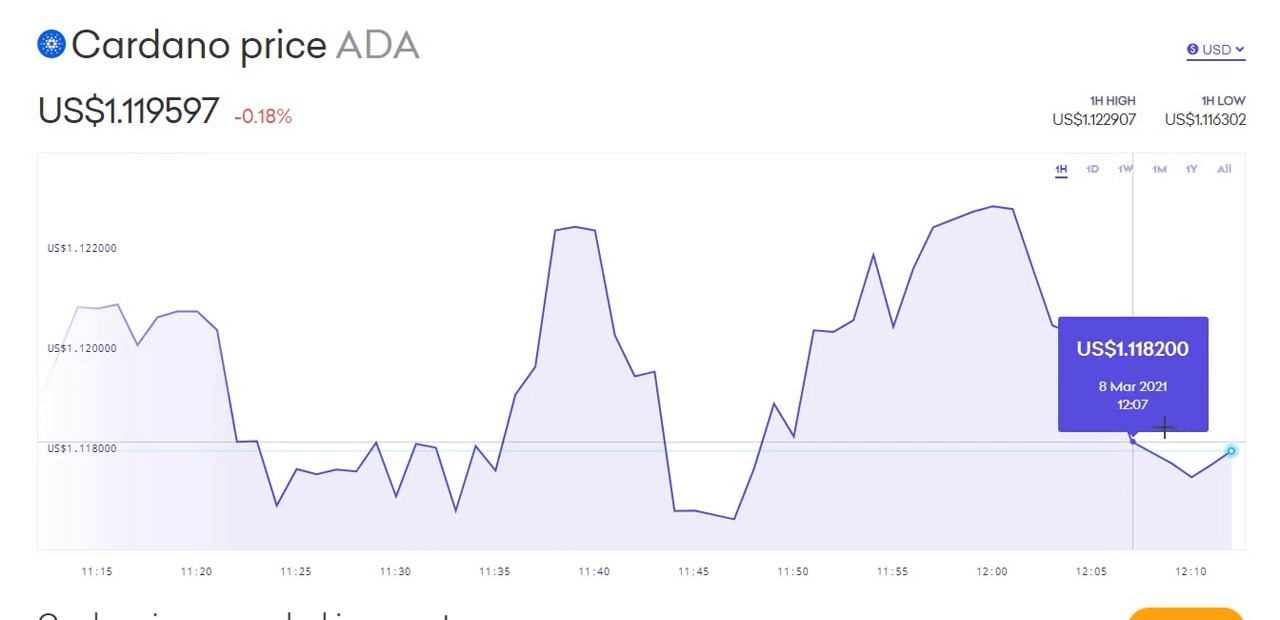 Cardano price ADA
USD
US$1.119597 -0.18%
1H HIGH 1H LOW
US$1.122907 US$1.116302
1H 1D 1W 1M 1Y All
US$1.122000
US$1.120000
US$1.118000
US$1.118200
8 Mar 2021
12:07
11:15 11:20 11:25 11:30 11:35 11:40 11:45 11:50 11:55 12:00 12:05 12:10